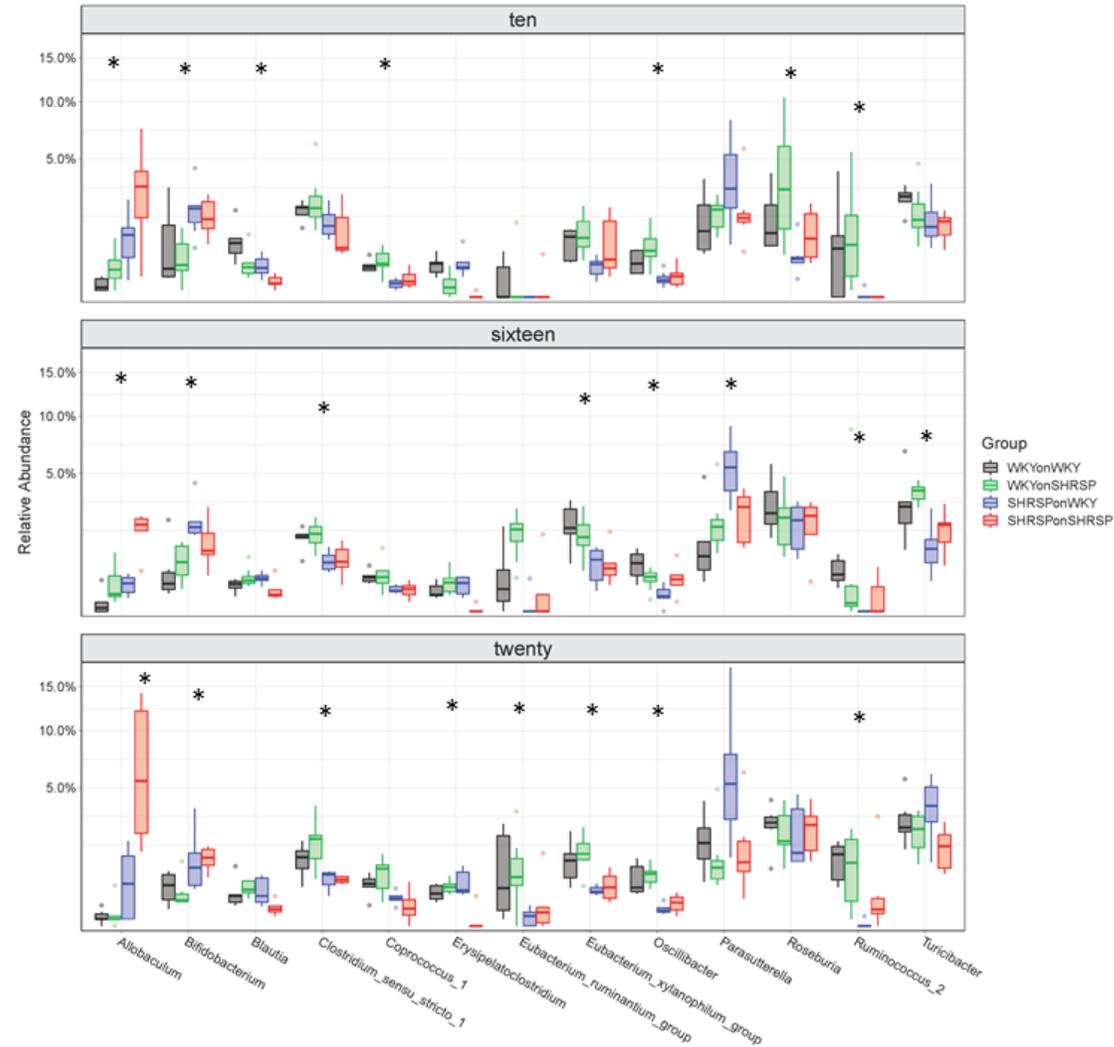 ten
15.0%
10.0%
5.0%
* * * * * * *
sixteen
15.0%
10.0%
5.0%
* * * * * * * *
twenty
15.0%
10.0%
5.0%
* * * * * * * *
Relative Abundance
Allobaculum
Bifidobacterium
Blautia
Clostridium_sensu_stricto_1
Coprococcus_1
Erysipelatoclostridium
Eubacterium_ruminantium_group
Eubacterium_xylanophilum_group
Oscillibacter
Parasutterella
Roseburia
Ruminococcus_2
Turicibacter
Group
WKYonWKY
WKYonSHRSP
SHRSPonWKY
SHRSPonSHRSP